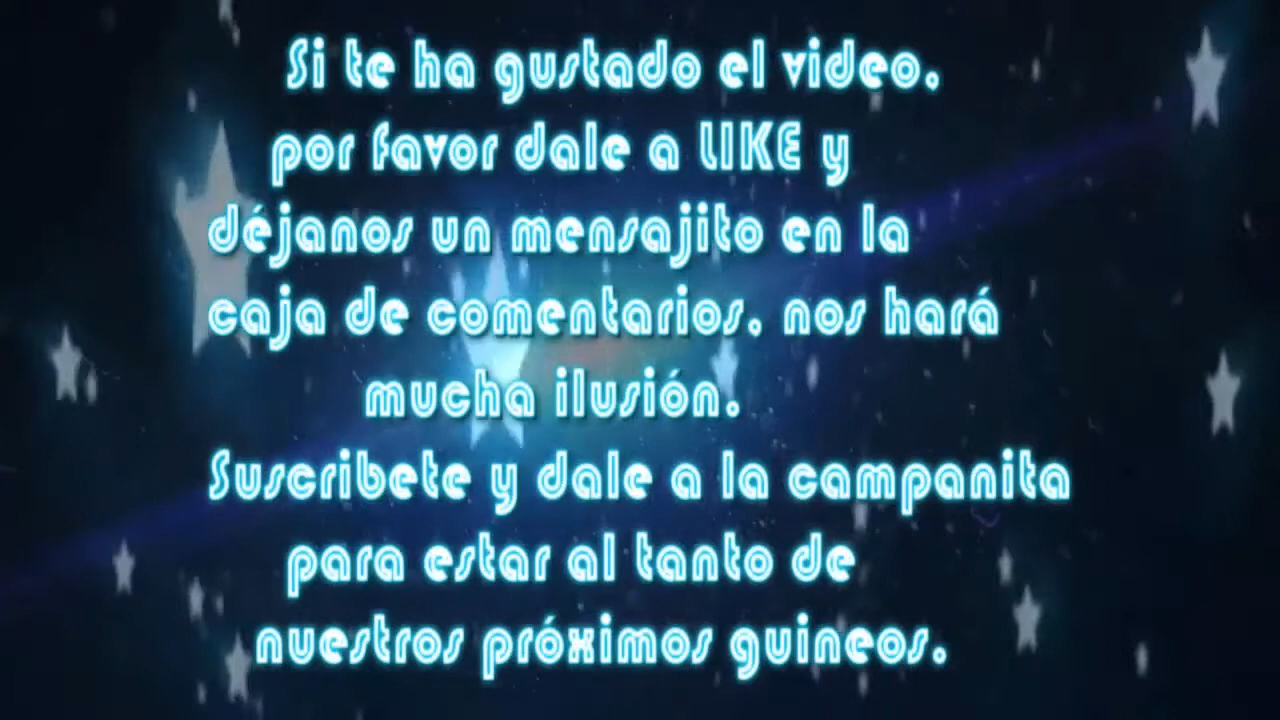 Si te ha gustado el video,
por favor dale a LIKE y
déjanos un mensajito en la
caja de comentarios, nos hará
mucha ilusión.
Suscribete y dale a la campanita
para estar al tanto de
nuestros próximos guineos.